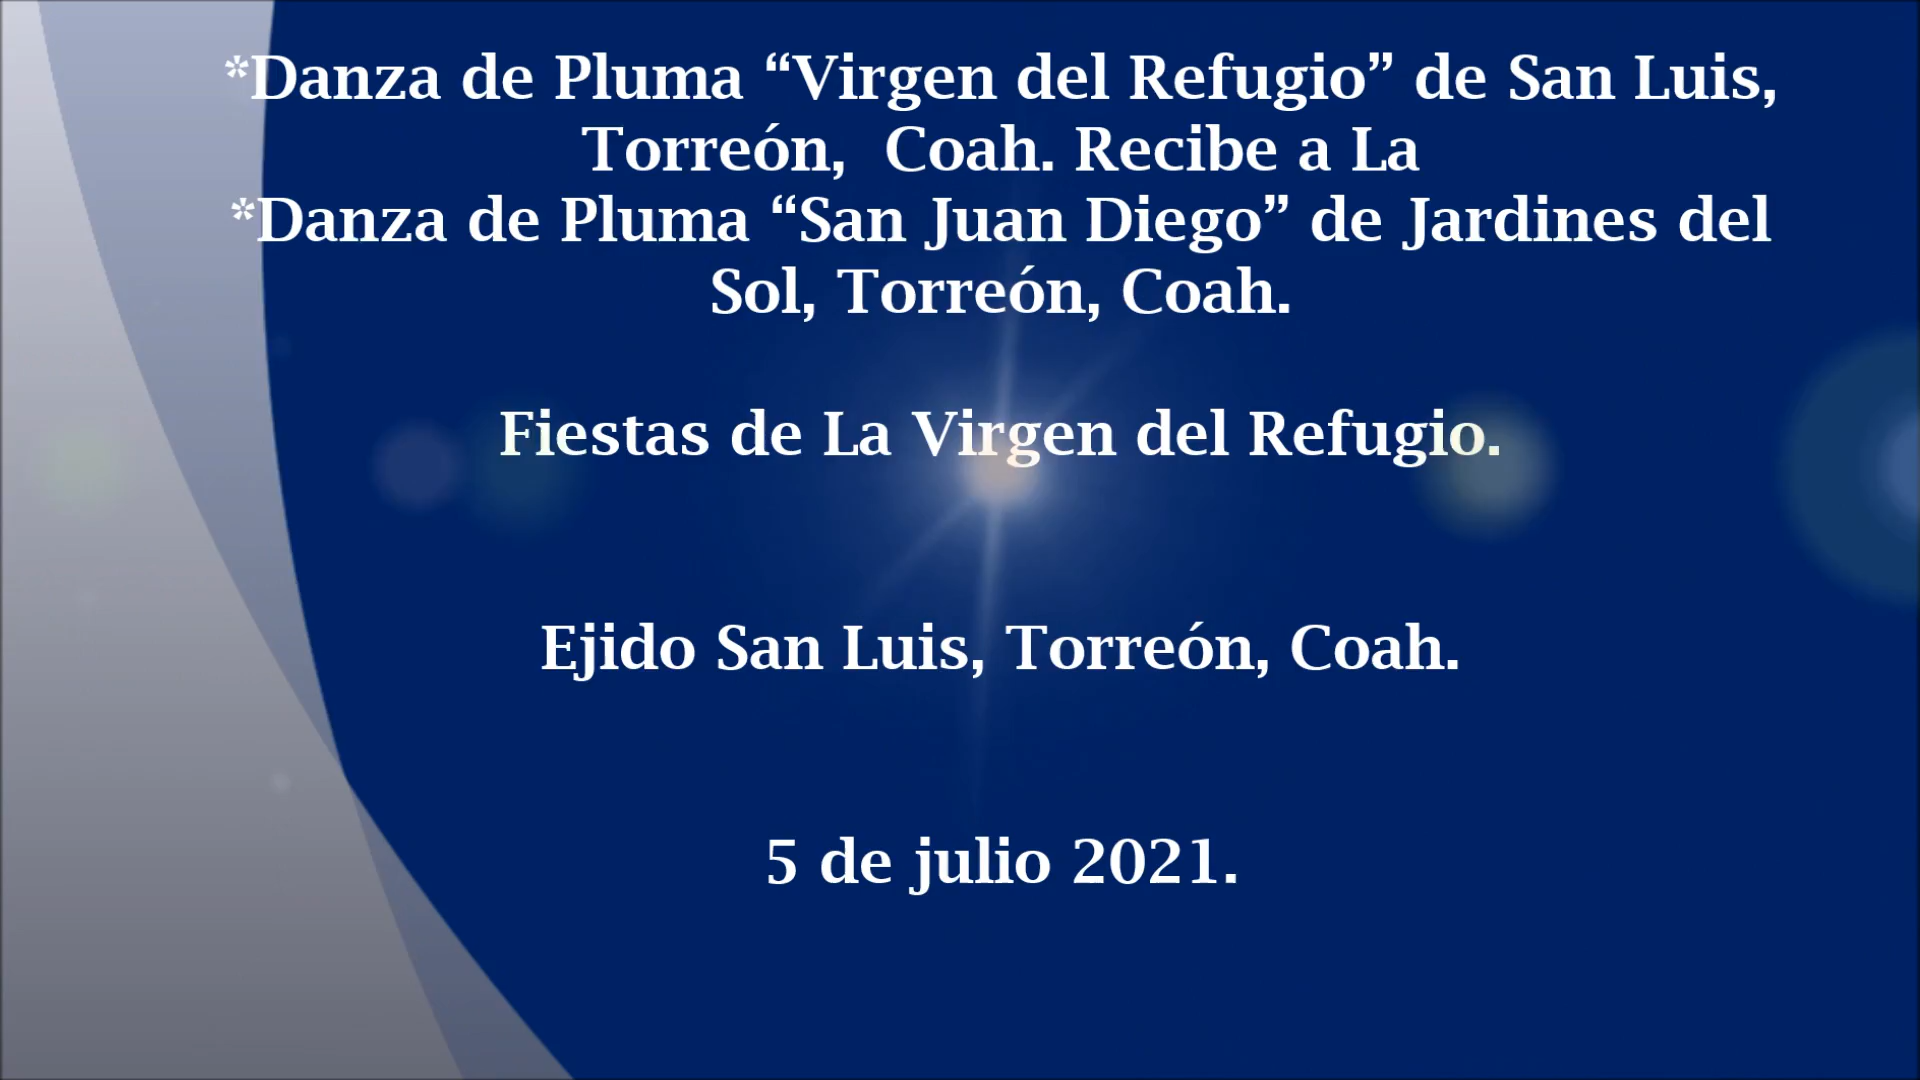 *Danza de Pluma “Virgen del Refugio” de San Luis,
Torreón, Coah. Recibe a La
*Danza de Pluma “San Juan Diego” de Jardines del
Sol, Torreón, Coah.
Fiestas de La Virgen del Refugio.
Ejido San Luis, Torreón, Coah.
5 de julio 2021.